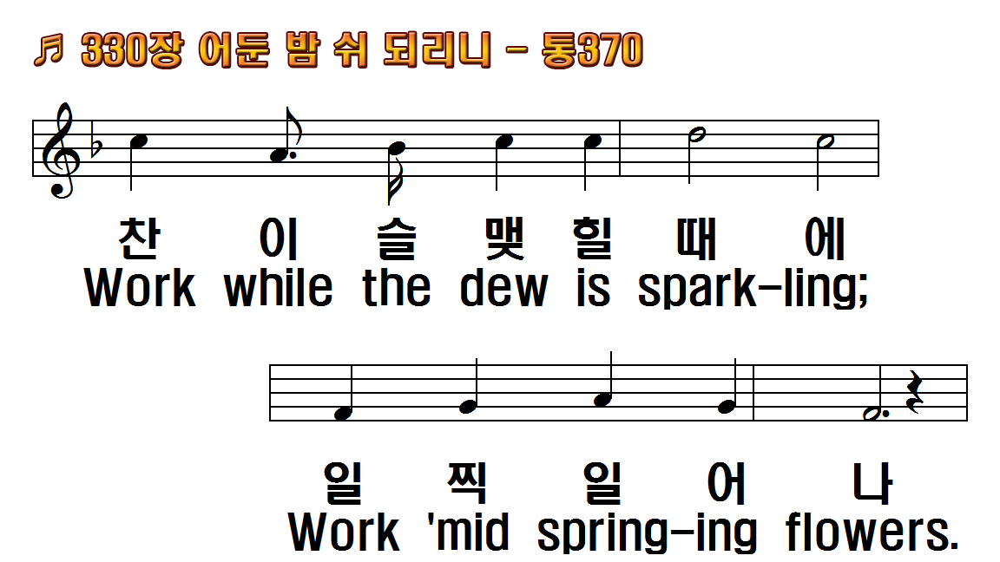 ♬ 330장 어둔 밤 쉬 되리니 - 통370
찬 이 슬 맺 힐 때 에
Work while the dew is spark-ling;
일 찍 일 어 나
Work 'mid spring-ing flowers.